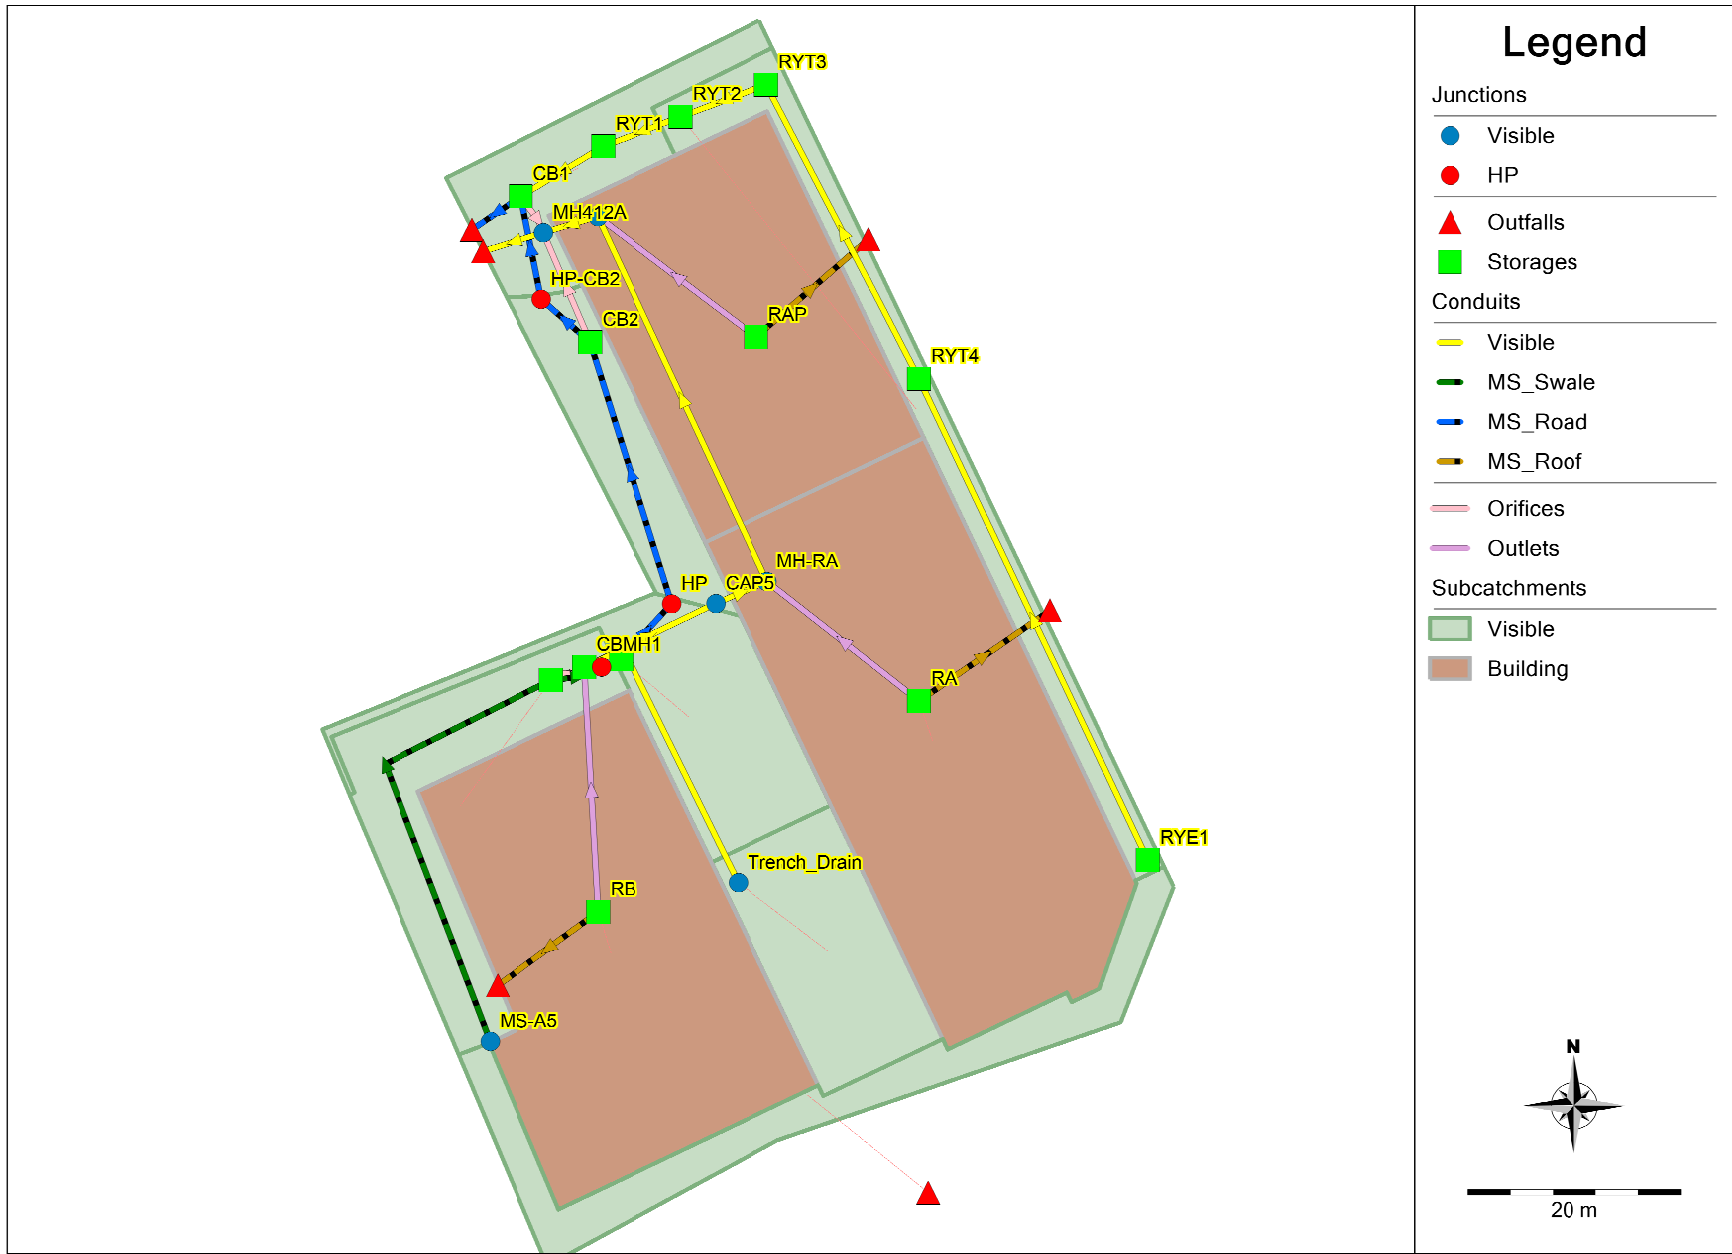 RYT3
RYT2
RYT1
CB1
MH412A
HP-CB2
CB2
RAP
RYT4
MH-RA
HP
CAP5
CBMH1
RA
RYE1
Trench_Drain
RB
MS-A5
Legend
Junctions
Visible
HP
Outfalls
Storages
Conduits
Visible
MS_Swale
MS_Road
MS_Roof
Orifices
Outlets
Subcatchments
Visible
Building
N
20 m